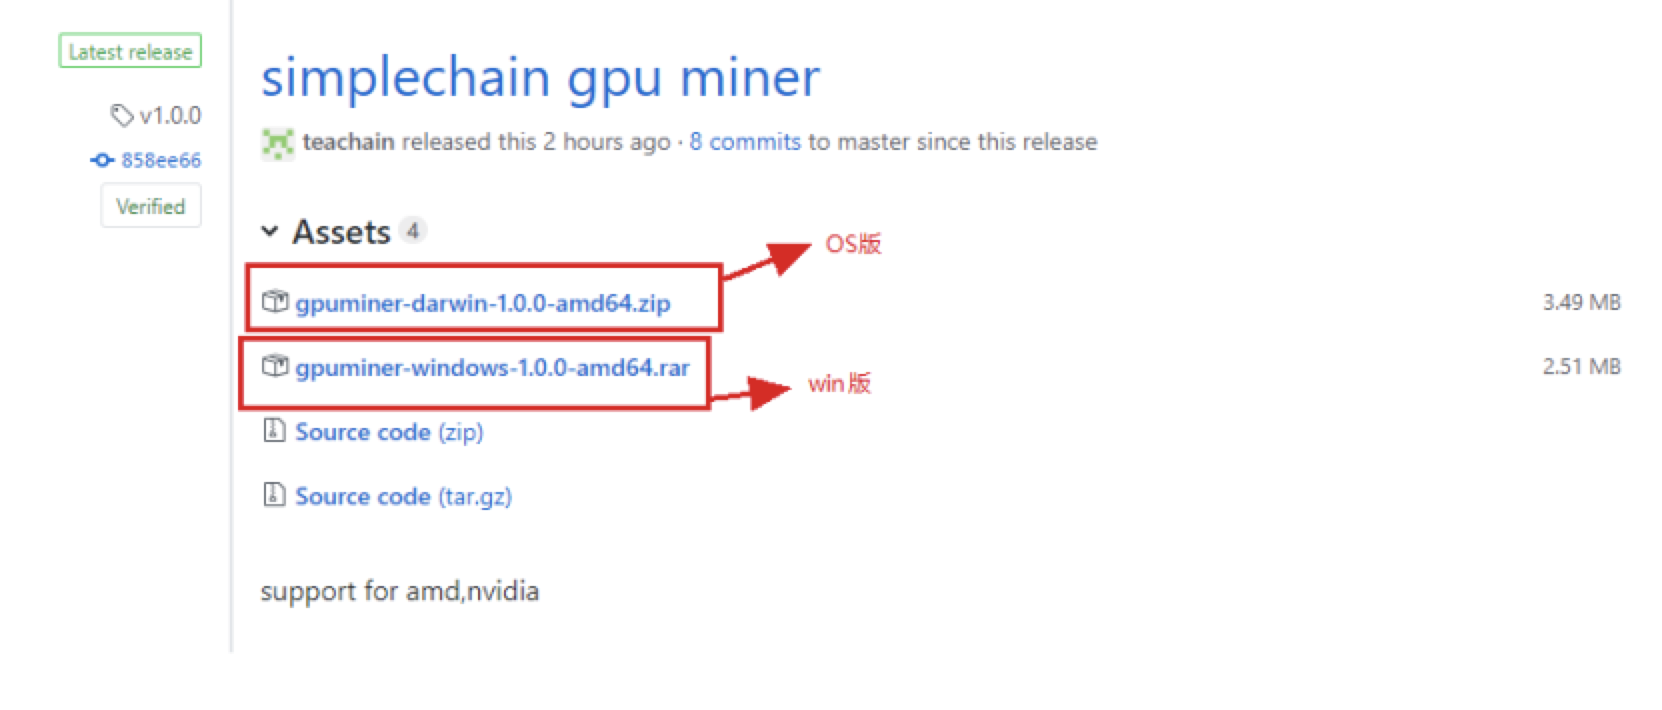 Latest release
v1.0.0
858ee66
Verified
simplechain gpu miner
teachain released this 2 hours ago · 8 commits to master since this release
Assets 4
OS版
gpuminer-darwin-1.0.0-amd64.zip 3.49 MB
gpuminer-windows-1.0.0-amd64.rar 2.51 MB
win版
Source code (zip)
Source code (tar.gz)
support for amd,nvidia